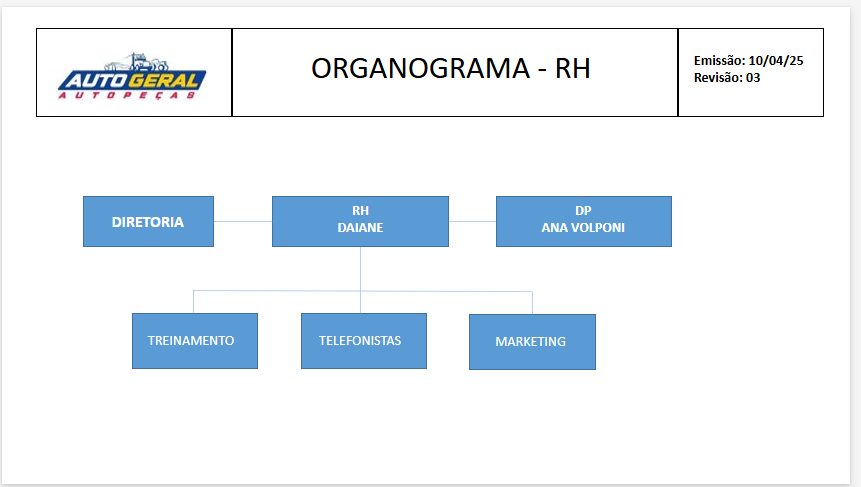 AUTO GERAL
AUTOPEÇAS
ORGANOGRAMA - RH
Emissão: 10/04/25
Revisão: 03
DIRETORIA
RH
DAIANE
DP
ANA VOLPONI
TREINAMENTO
TELEFONISTAS
MARKETING